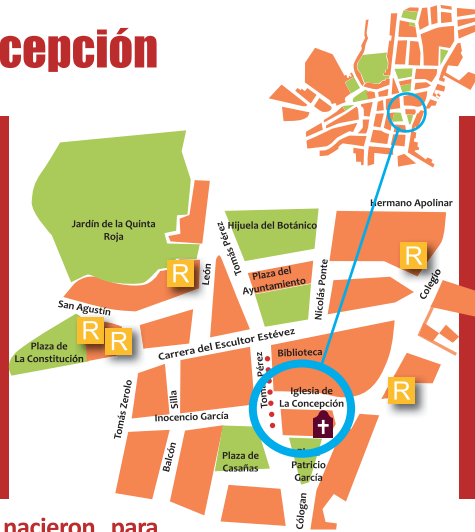 cepción
Hermano Apolinar
Jardín de la Quinta
Roja
Tomás Pérez
Hijuela del Botánico
R
León
Plaza del
Ayuntamiento
Nicolás Ponte
R
Colegio
San Agustín
R
R
Plaza de
La Constitución
Carrera del Escultor Estévez
Biblioteca
Tomás Zerolo
Silla
Pérez
Iglesia de
La Concepción
R
Inocencio García
Balcón
Plaza de
Casañas
Patricio
García
Cólogan
nacieron para